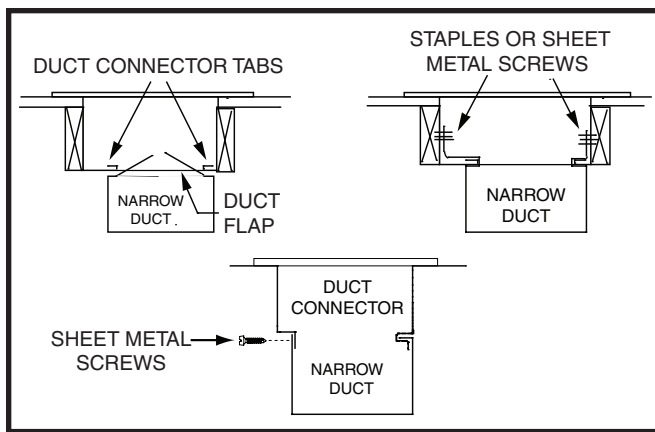 DUCT CONNECTOR TABS
NARROW
DUCT
DUCT
FLAP
STAPLES OR SHEET
METAL SCREWS
NARROW
DUCT
DUCT
CONNECTOR
SHEET METAL
SCREWS
NARROW
DUCT